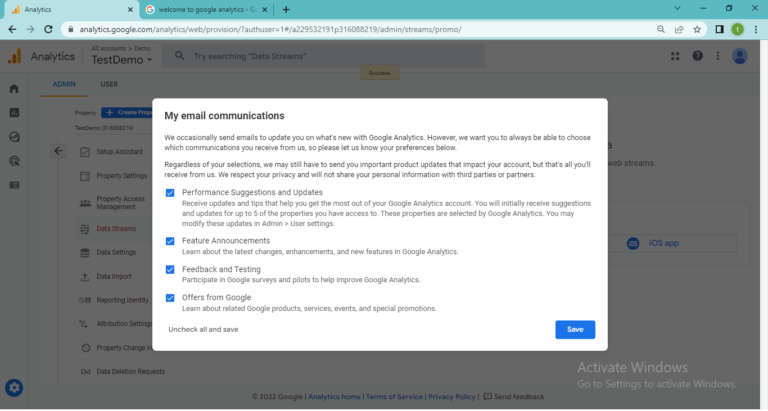 Analytics
welcome to google analytics - G
analytics.google.com/analytics/web/provision/?authuser=1#/a229532191p316088219/admin/streams/promo/
Analytics
All accounts > Demo
TestDemo
Try searching "Data Streams"
Success
ADMIN
USER
Property
+ Create Prope
TestDemo (316088219)
Setup Assistant
Property Settings
Property Access
Management
Data Streams
Data Settings
Data Import
Reporting Identity
Attribution Settings
Property Change H
Data Deletion Requests
My email communications
We occasionally send emails to update you on what's new with Google Analytics. However, we want you to always be able to choose
which communications you receive from us, so please let us know your preferences below.
Regardless of your selections, we may still have to send you important product updates that impact your account, but that's all you'll
receive from us. We respect your privacy and will not share your personal information with third parties or partners.
Performance Suggestions and Updates
Receive updates and tips that help you get the most out of your Google Analytics account. You will initially receive suggestions
and updates for up to 5 of the properties you have access to. These properties are selected by Google Analytics. You may
modify these updates in Admin > User settings.
Feature Announcements
Learn about the latest changes, enhancements, and new features in Google Analytics.
Feedback and Testing
Participate in Google surveys and pilots to help improve Google Analytics.
Offers from Google
Learn about related Google products, services, events, and special promotions.
Uncheck all and save
Save
a
web streams.
iOS app
Activate Windows
Go to Settings to activate Windows.
© 2022 Google | Analytics home | Terms of Service | Privacy Policy | Send feedback